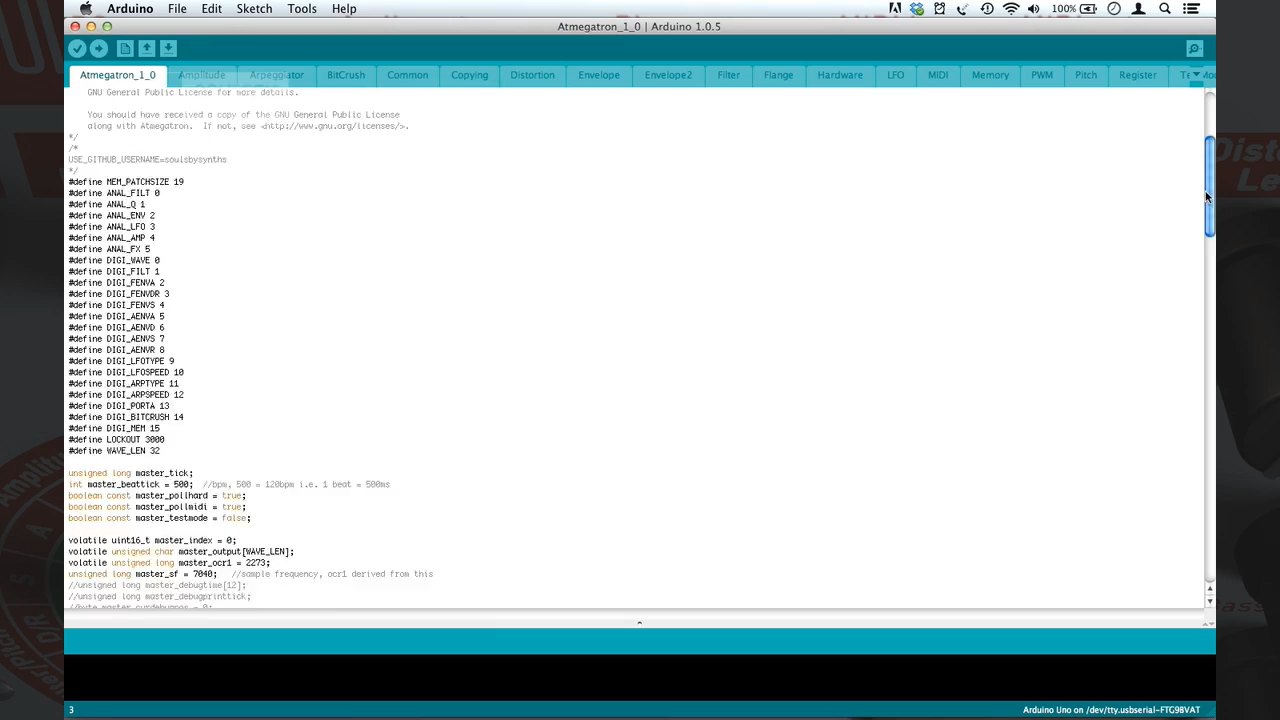 Arduino File Edit Sketch Tools Help 100%
Atmegatron_1_0 | Arduino 1.0.5
Atmegatron_1_0 Amplitude Arpeggiator BitCrush Common Copying Distortion Envelope Envelope2 Filter Flange Hardware LFO MIDI Memory PWM Pitch Register
GNU General Public License for more details.
You should have received a copy of the GNU General Public License
along with Atmegatron.  If not, see <http://www.gnu.org/licenses/>.
*/
/*
USE_GITHUB_USERNAME=soulsbysynths
*/
#define MEM_PATCHSIZE 19
#define ANAL_FILT 0
#define ANAL_Q 1
#define ANAL_ENV 2
#define ANAL_LFO 3
#define ANAL_AMP 4
#define ANAL_FX 5
#define DIGI_WAVE 0
#define DIGI_FILT 1
#define DIGI_FENVA 2
#define DIGI_FENVDR 3
#define DIGI_FENVS 4
#define DIGI_AENVA 5
#define DIGI_AENVD 6
#define DIGI_AENVS 7
#define DIGI_AENVR 8
#define DIGI_LFOTYPE 9
#define DIGI_LFOSPEED 10
#define DIGI_ARPTYPE 11
#define DIGI_ARPSPEED 12
#define DIGI_PORTA 13
#define DIGI_BITCRUSH 14
#define DIGI_MEM 15
#define LOCKOUT 3000
#define WAVE_LEN 32
unsigned long master_tick;
int master_beattick = 500;  //bpm, 500 = 120bpm i.e. 1 beat = 500ms
boolean const master_pollhard = true;
boolean const master_pollmidi = true;
boolean const master_testmode = false;
volatile uint16_t master_index = 0;
volatile unsigned char master_output[WAVE_LEN];
volatile unsigned long master_ocr1 = 2273;
unsigned long master_sf = 7040;   //sample frequency, ocr1 derived from this
//unsigned long master_debugtime[12];
//unsigned long master_debugprinttick;
//byte master_curdebugpos = 0;
3 Arduino Uno on /dev/tty.usbserial-FTG98VAT